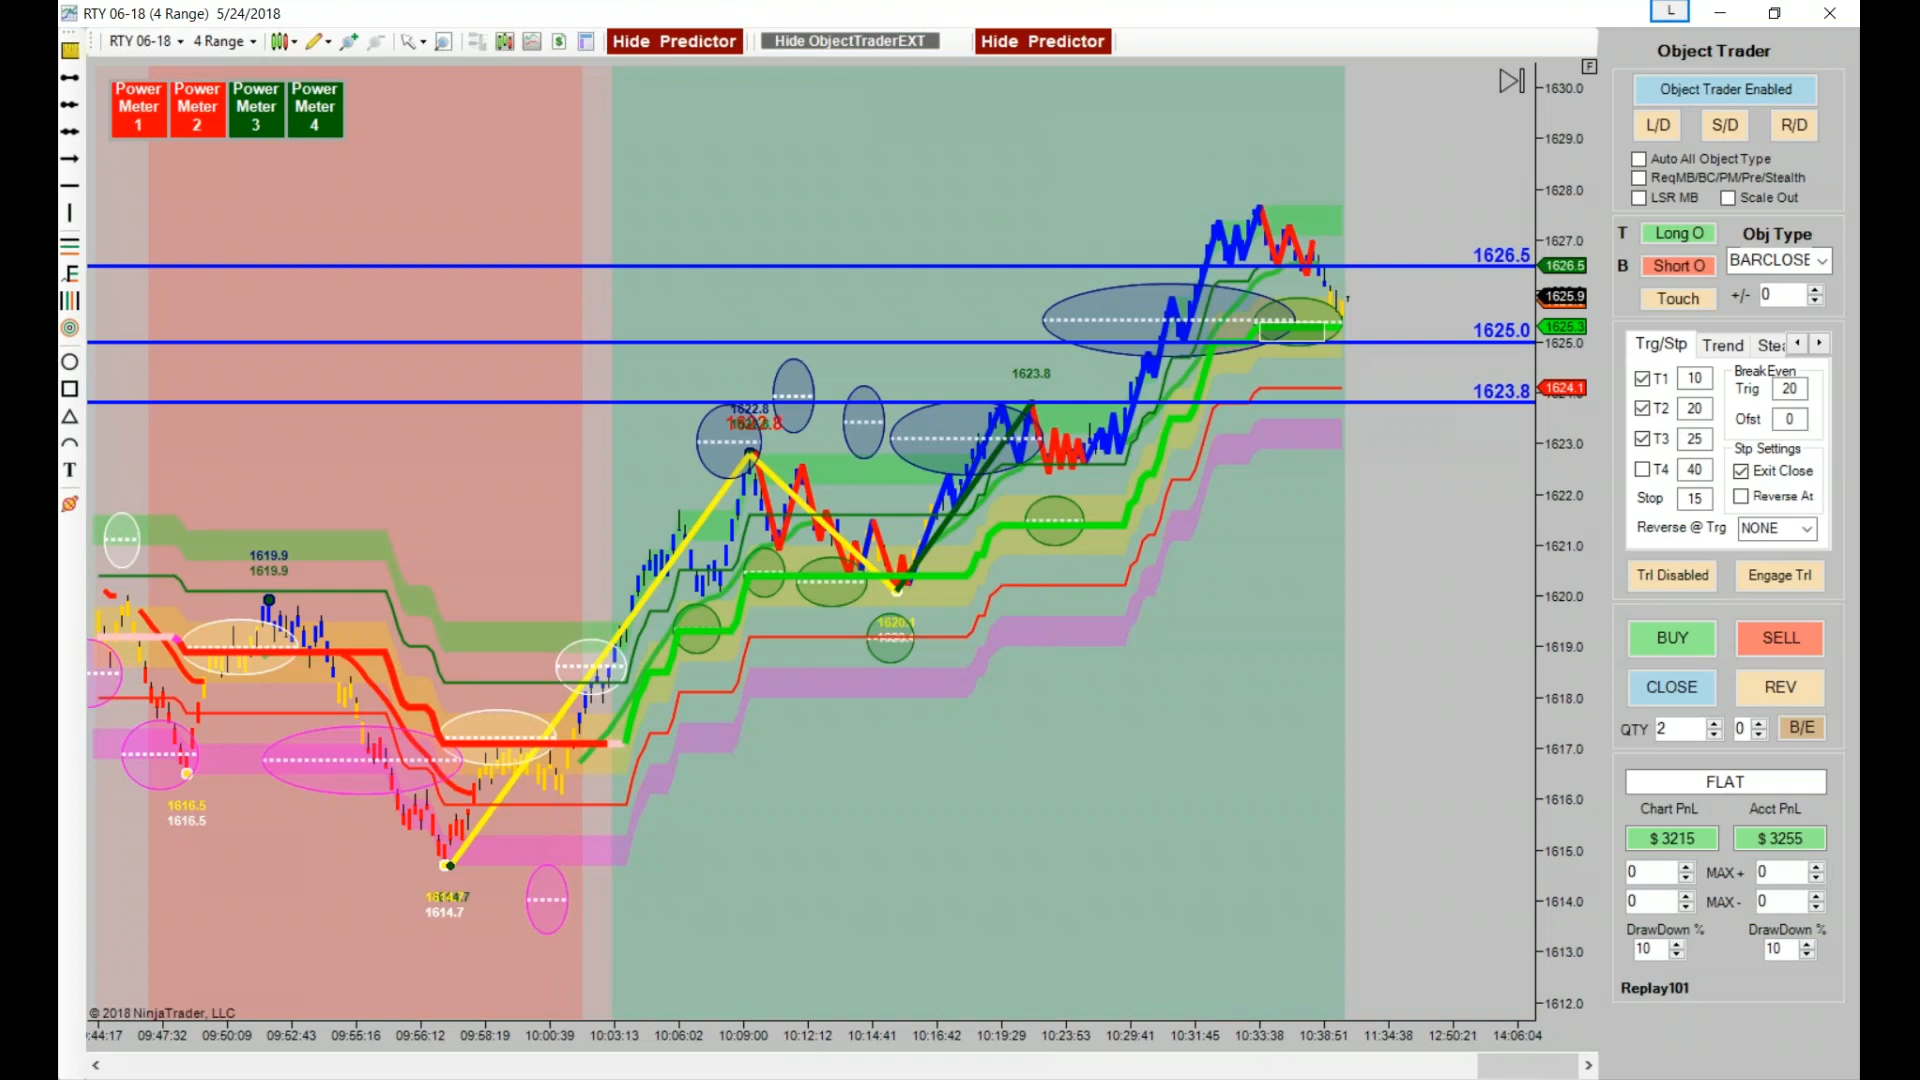 RTY 06-18 (4 Range) 5/24/2018
L
RTY 06-18 4 Range Hide Predictor Hide ObjectTraderEXT Hide Predictor
Object Trader
F
Power Meter 1 Power Meter 2 Power Meter 3 Power Meter 4
Object Trader Enabled
L/D S/D R/D
Auto All Object Type
ReqMB/BC/PM/Pre/Stealth
LSR MB Scale Out
T Long O Obj Type
B Short O BARCLOSE
Touch +/- 0
Trg/Stp Trend
T1 10 BreakEven
Trig 20
T2 20 Ofst 0
T3 25 Stp Settings
T4 40 Exit Close
Stop 15 Reverse At
Reverse @ Trg NONE
Trl Disabled Engage Trl
BUY SELL
CLOSE REV
QTY 2 0 B/E
FLAT
Chart PnL Acct PnL
$ 3215 $ 3255
0 MAX + 0
0 MAX - 0
DrawDown % DrawDown %
10 10
Replay101
1630.0
1629.0
1628.0
1627.0
1626.5 1626.5
1625.9
1625.0 1625.3
1625.0
1623.8 1624.1
1623.0
1622.0
1621.0
1620.0
1619.0
1618.0
1617.0
1616.0
1615.0
1614.0
1613.0
1612.0
1623.8
1622.8
1622.8
1619.9
1619.9
1620.1
1616.5
1616.5
1614.7
© 2018 NinjaTrader, LLC
:44:17 09:47:32 09:50:09 09:52:43 09:55:16 09:56:12 09:58:19 10:00:39 10:03:13 10:06:02 10:09:00 10:12:12 10:14:41 10:16:42 10:19:29 10:23:53 10:29:41 10:31:45 10:33:38 10:38:51 11:34:38 12:50:21 14:06:04